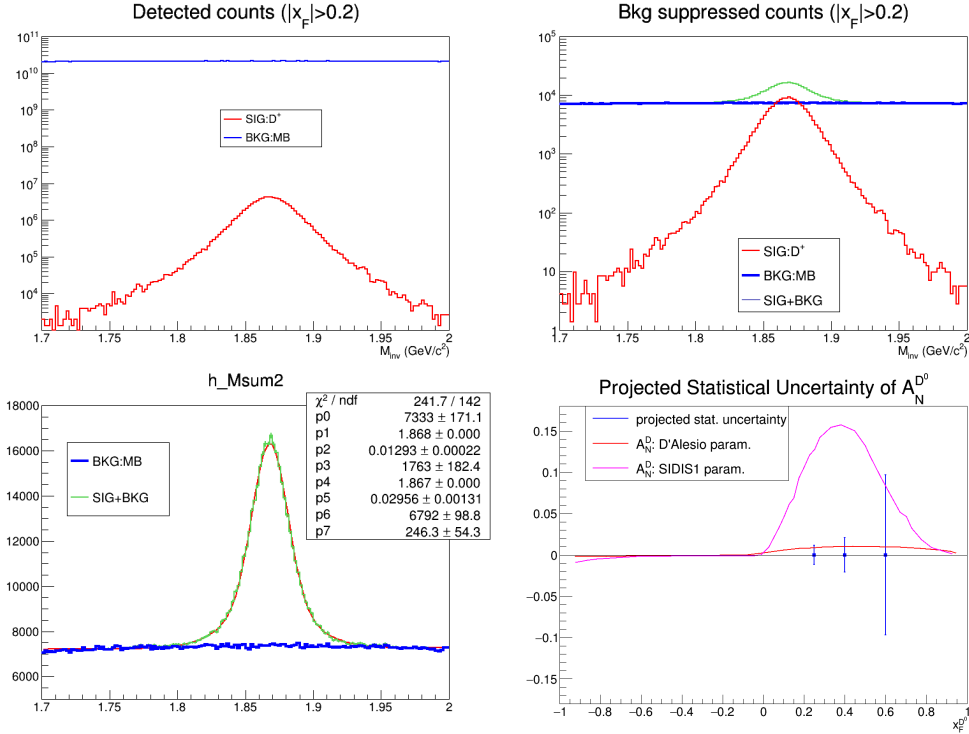 Detected counts (|x_F|>0.2)
10^11
10^10
10^9
10^8
10^7
10^6
10^5
10^4
SIG:D^+
BKG:MB
1.7 1.75 1.8 1.85 1.9 1.95 2
M_inv (GeV/c^2)
Bkg suppressed counts (|x_F|>0.2)
10^5
10^4
10^3
10^2
10
1
SIG:D^+
BKG:MB
SIG+BKG
1.7 1.75 1.8 1.85 1.9 1.95 2
M_inv (GeV/c^2)
h_Msum2
18000
16000
14000
12000
10000
8000
6000
BKG:MB
SIG+BKG
χ^2 / ndf 241.7 / 142
p0 7333 ± 171.1
p1 1.868 ± 0.000
p2 0.01293 ± 0.00022
p3 1763 ± 182.4
p4 1.867 ± 0.000
p5 0.02956 ± 0.00131
p6 6792 ± 98.8
p7 246.3 ± 54.3
1.7 1.75 1.8 1.85 1.9 1.95 2
Projected Statistical Uncertainty of A_N^{D^0}
projected stat. uncertainty
A_N^D: D'Alesio param.
A_N^D: SIDIS1 param.
0.15
0.1
0.05
0
−0.05
−0.1
−0.15
−1 −0.8 −0.6 −0.4 −0.2 0 0.2 0.4 0.6 0.8 1
x_F^{D^0}